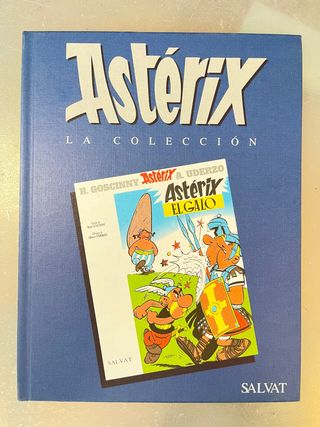 Astérix
LA COLECCIÓN
R. GOSCINNY Astérix A. UDERZO
Astérix
EL GALO
SALVAT
SALVAT